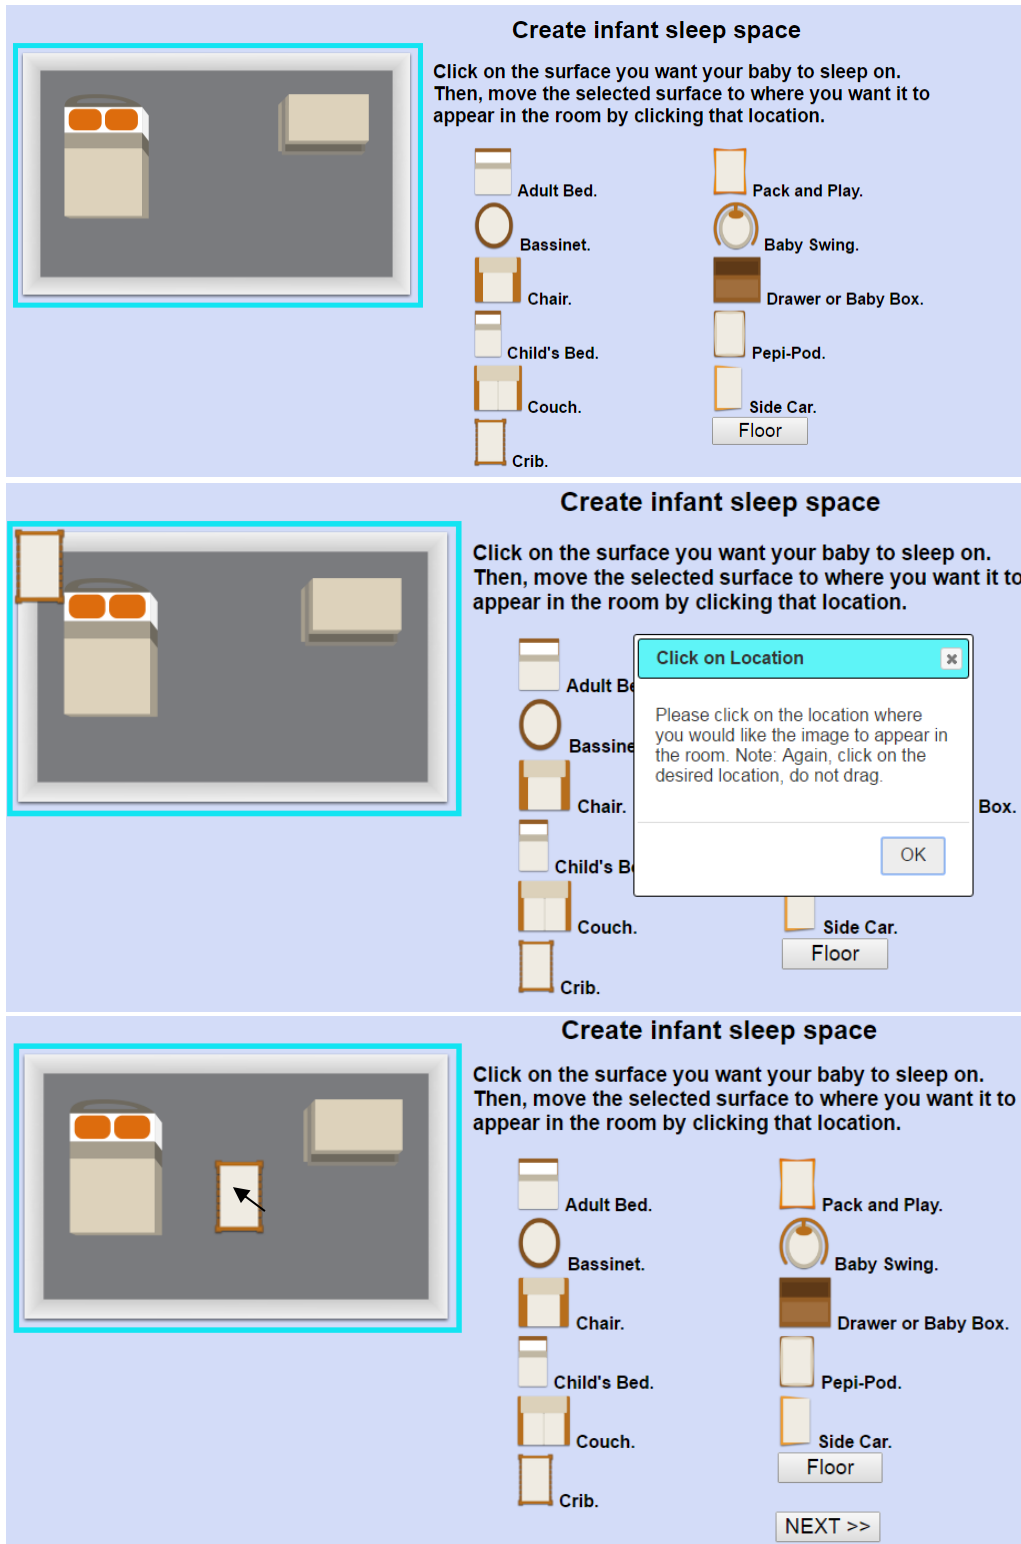 Create infant sleep space
Click on the surface you want your baby to sleep on.
Then, move the selected surface to where you want it to
appear in the room by clicking that location.
Adult Bed.
Pack and Play.
Bassinet.
Baby Swing.
Chair.
Drawer or Baby Box.
Child's Bed.
Pepi-Pod.
Couch.
Side Car.
Floor
Crib.
Create infant sleep space
Click on the surface you want your baby to sleep on.
Then, move the selected surface to where you want it to
appear in the room by clicking that location.
Click on Location
Please click on the location where
you would like the image to appear in
the room. Note: Again, click on the
desired location, do not drag.
OK
Adult Be
Bassine
Chair.
Box.
Child's B
Couch.
Side Car.
Floor
Crib.
Create infant sleep space
Click on the surface you want your baby to sleep on.
Then, move the selected surface to where you want it to
appear in the room by clicking that location.
Adult Bed.
Pack and Play.
Bassinet.
Baby Swing.
Chair.
Drawer or Baby Box.
Child's Bed.
Pepi-Pod.
Couch.
Side Car.
Floor
Crib.
NEXT >>